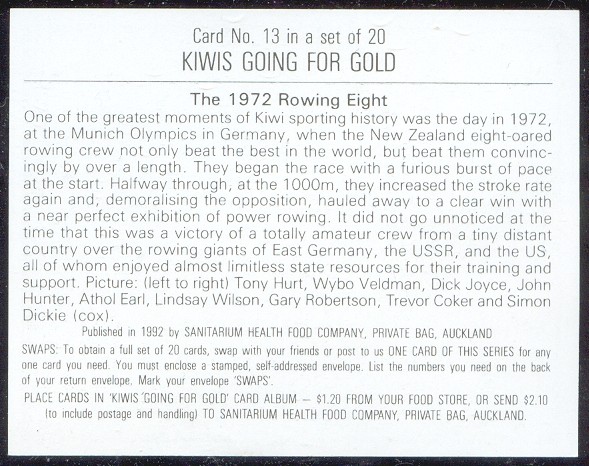 Card No. 13 in a set of 20
KIWIS GOING FOR GOLD
The 1972 Rowing Eight
One of the greatest moments of Kiwi sporting history was the day in 1972,
at the Munich Olympics in Germany, when the New Zealand eight-oared
rowing crew not only beat the best in the world, but beat them convinc-
ingly by over a length. They began the race with a furious burst of pace
at the start. Halfway through, at the 1000m, they increased the stroke rate
again and, demoralising the opposition, hauled away to a clear win with
a near perfect exhibition of power rowing. It did not go unnoticed at the
time that this was a victory of a totally amateur crew from a tiny distant
country over the rowing giants of East Germany, the USSR, and the US,
all of whom enjoyed almost limitless state resources for their training and
support. Picture: (left to right) Tony Hurt, Wybo Veldman, Dick Joyce, John
Hunter, Athol Earl, Lindsay Wilson, Gary Robertson, Trevor Coker and Simon
Dickie (cox).
Published in 1992 by SANITARIUM HEALTH FOOD COMPANY, PRIVATE BAG, AUCKLAND
SWAPS: To obtain a full set of 20 cards, swap with your friends or post to us ONE CARD OF THIS SERIES for any
one card you need. You must enclose a stamped, self-addressed envelope. List the numbers you need on the back
of your return envelope. Mark your envelope 'SWAPS'.
PLACE CARDS IN 'KIWIS GOING FOR GOLD' CARD ALBUM – $1.20 FROM YOUR FOOD STORE, OR SEND $2.10
(to include postage and handling) TO SANITARIUM HEALTH FOOD COMPANY, PRIVATE BAG, AUCKLAND.